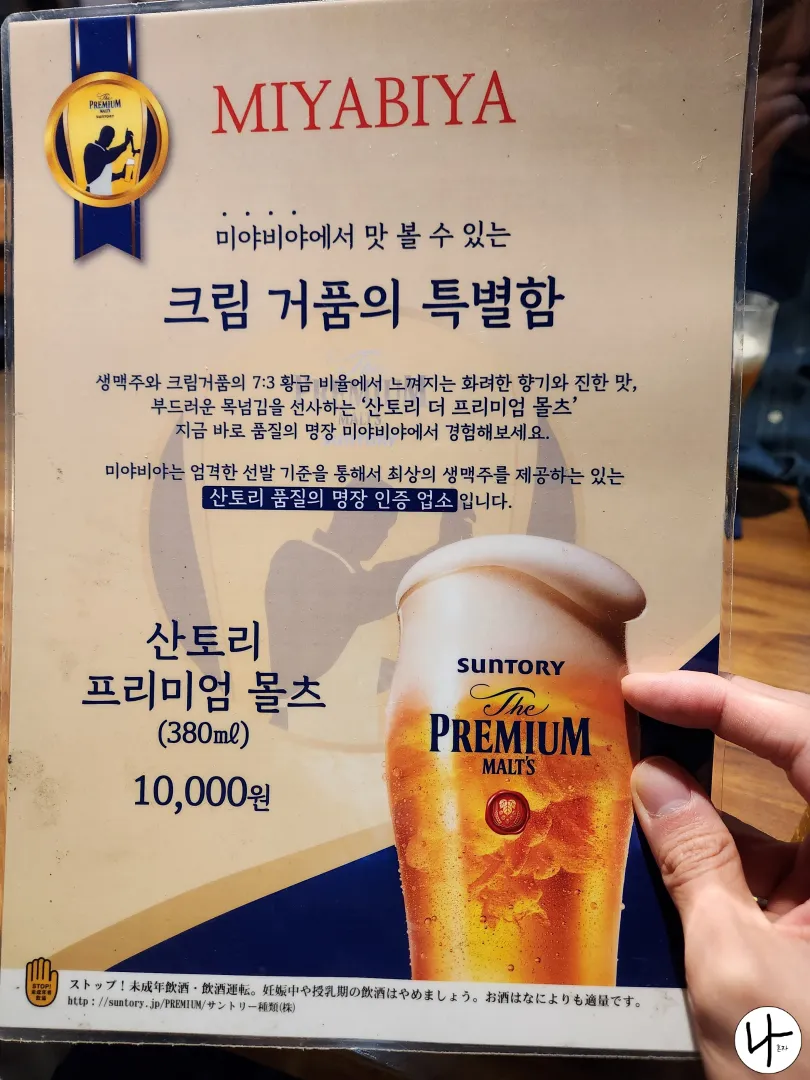 The
PREMIUM
MALT'S
SUNTORY
MIYABIYA
미야비야에서 맛 볼 수 있는
크림 거품의 특별함
생맥주와 크림거품의 7:3 황금 비율에서 느껴지는 화려한 향기와 진한 맛,
부드러운 목넘김을 선사하는 '산토리 더 프리미엄 몰츠'
지금 바로 품질의 명장 미야비야에서 경험해보세요.
미야비야는 엄격한 선발 기준을 통해서 최상의 생맥주를 제공하는 있는
산토리 품질의 명장 인증 업소입니다.
산토리
프리미엄 몰츠
(380㎖)
10,000원
SUNTORY
The
PREMIUM
MALT'S
STOP!
未成年者
飲酒
ストップ！未成年飲酒・飲酒運転。妊娠中や授乳期の飲酒はやめましょう。お酒はなによりも適量です。
http://suntory.jp/PREMIUM/サントリー種類(株)
나
혼자